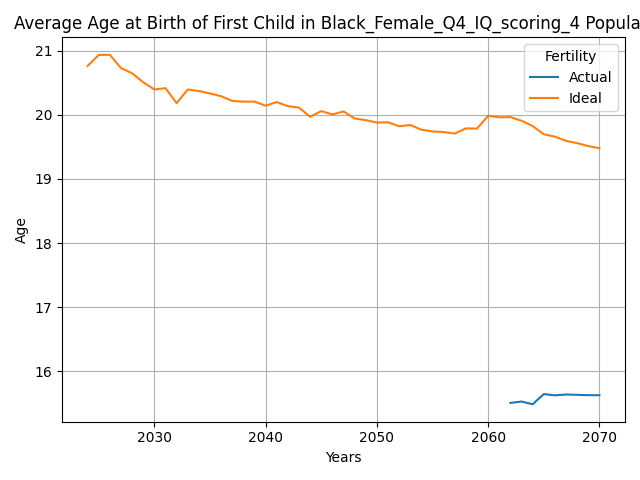 Average Age at Birth of First Child in Black_Female_Q4_IQ_scoring_4 Popula
21
20
19
18
17
16
Age
Fertility
Actual
Ideal
2030 2040 2050 2060 2070
Years